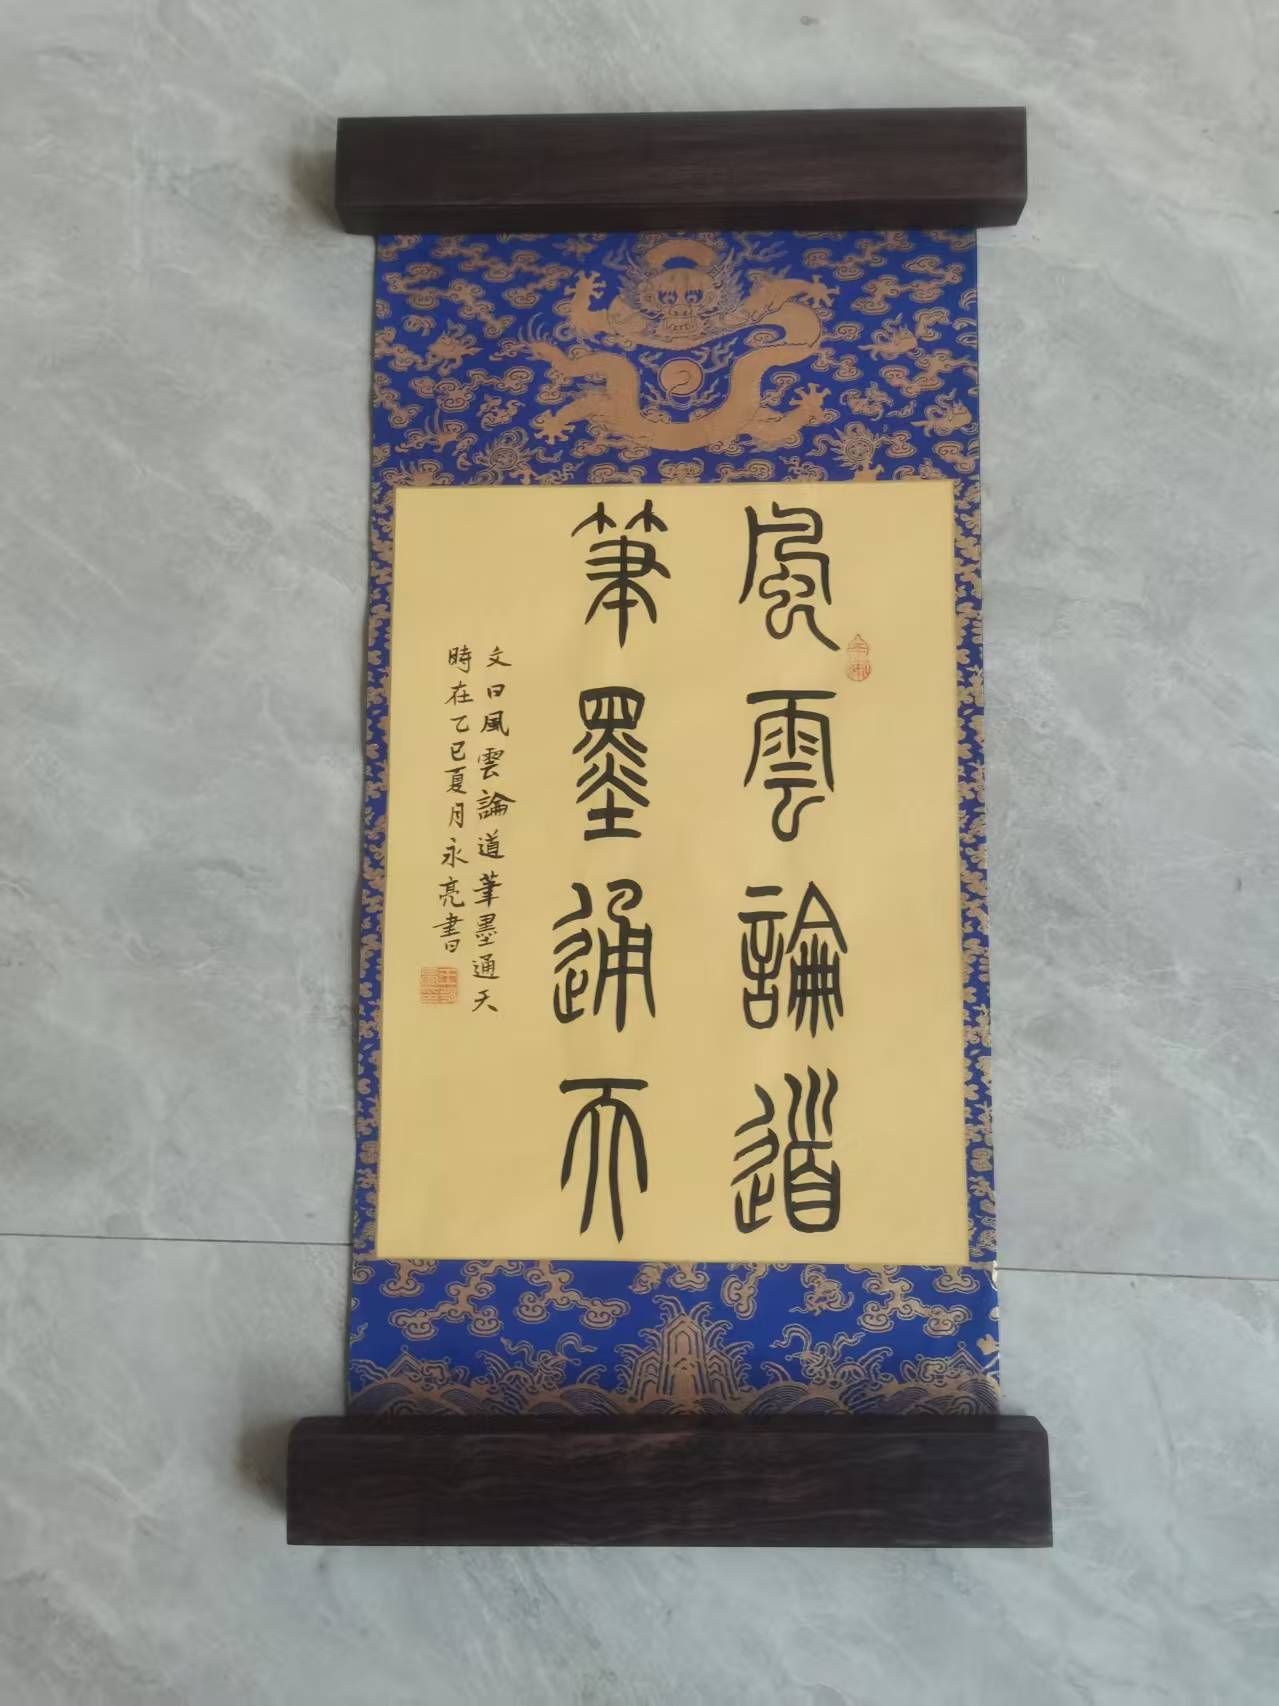 風雲論道
筆墨通天
文曰風雲論道筆墨通天
時在乙巳夏月永亮書